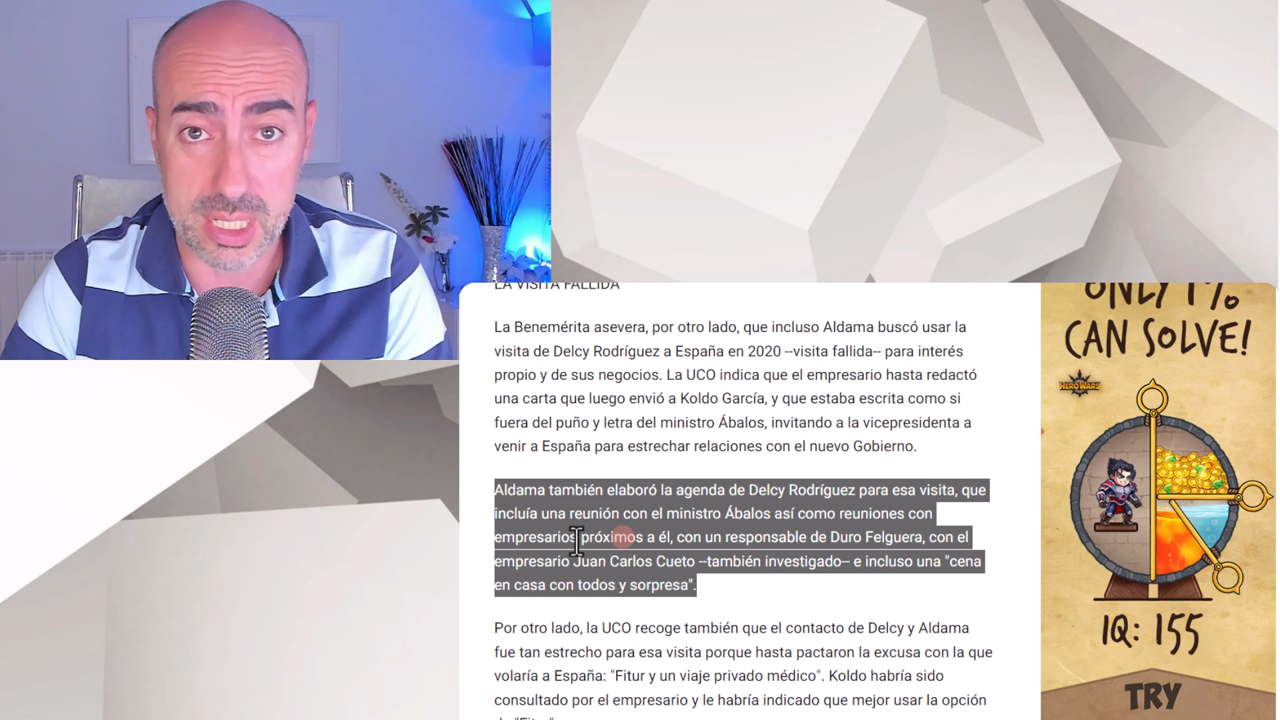 LA VISITA FALLIDA
La Benemérita asevera, por otro lado, que incluso Aldama buscó usar la
visita de Delcy Rodríguez a España en 2020 --visita fallida-- para interés
propio y de sus negocios. La UCO indica que el empresario hasta redactó
una carta que luego envió a Koldo García, y que estaba escrita como si
fuera del puño y letra del ministro Ábalos, invitando a la vicepresidenta a
venir a España para estrechar relaciones con el nuevo Gobierno.
Aldama también elaboró la agenda de Delcy Rodríguez para esa visita, que
incluía una reunión con el ministro Ábalos así como reuniones con
empresarios próximos a él, con un responsable de Duro Felguera, con el
empresario Juan Carlos Cueto --también investigado-- e incluso una "cena
en casa con todos y sorpresa".
Por otro lado, la UCO recoge también que el contacto de Delcy y Aldama
fue tan estrecho para esa visita porque hasta pactaron la excusa con la que
volaría a España: "Fitur y un viaje privado médico". Koldo habría sido
consultado por el empresario y le habría indicado que mejor usar la opción
de "Fitur".
ONLY 1%
CAN SOLVE!
HERO WARS
IQ: 155
TRY